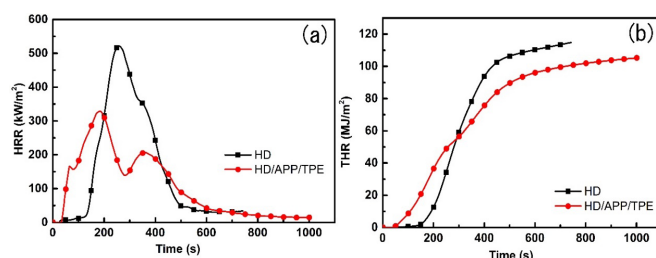 (a)
HRR (kW/m²)
600
500
400
300
200
100
0
HD
HD/APP/TPE
0 200 400 600 800 1000
Time (s)
(b)
THR (MJ/m²)
120
100
80
60
40
20
0
HD
HD/APP/TPE
0 200 400 600 800 1000
Time (s)